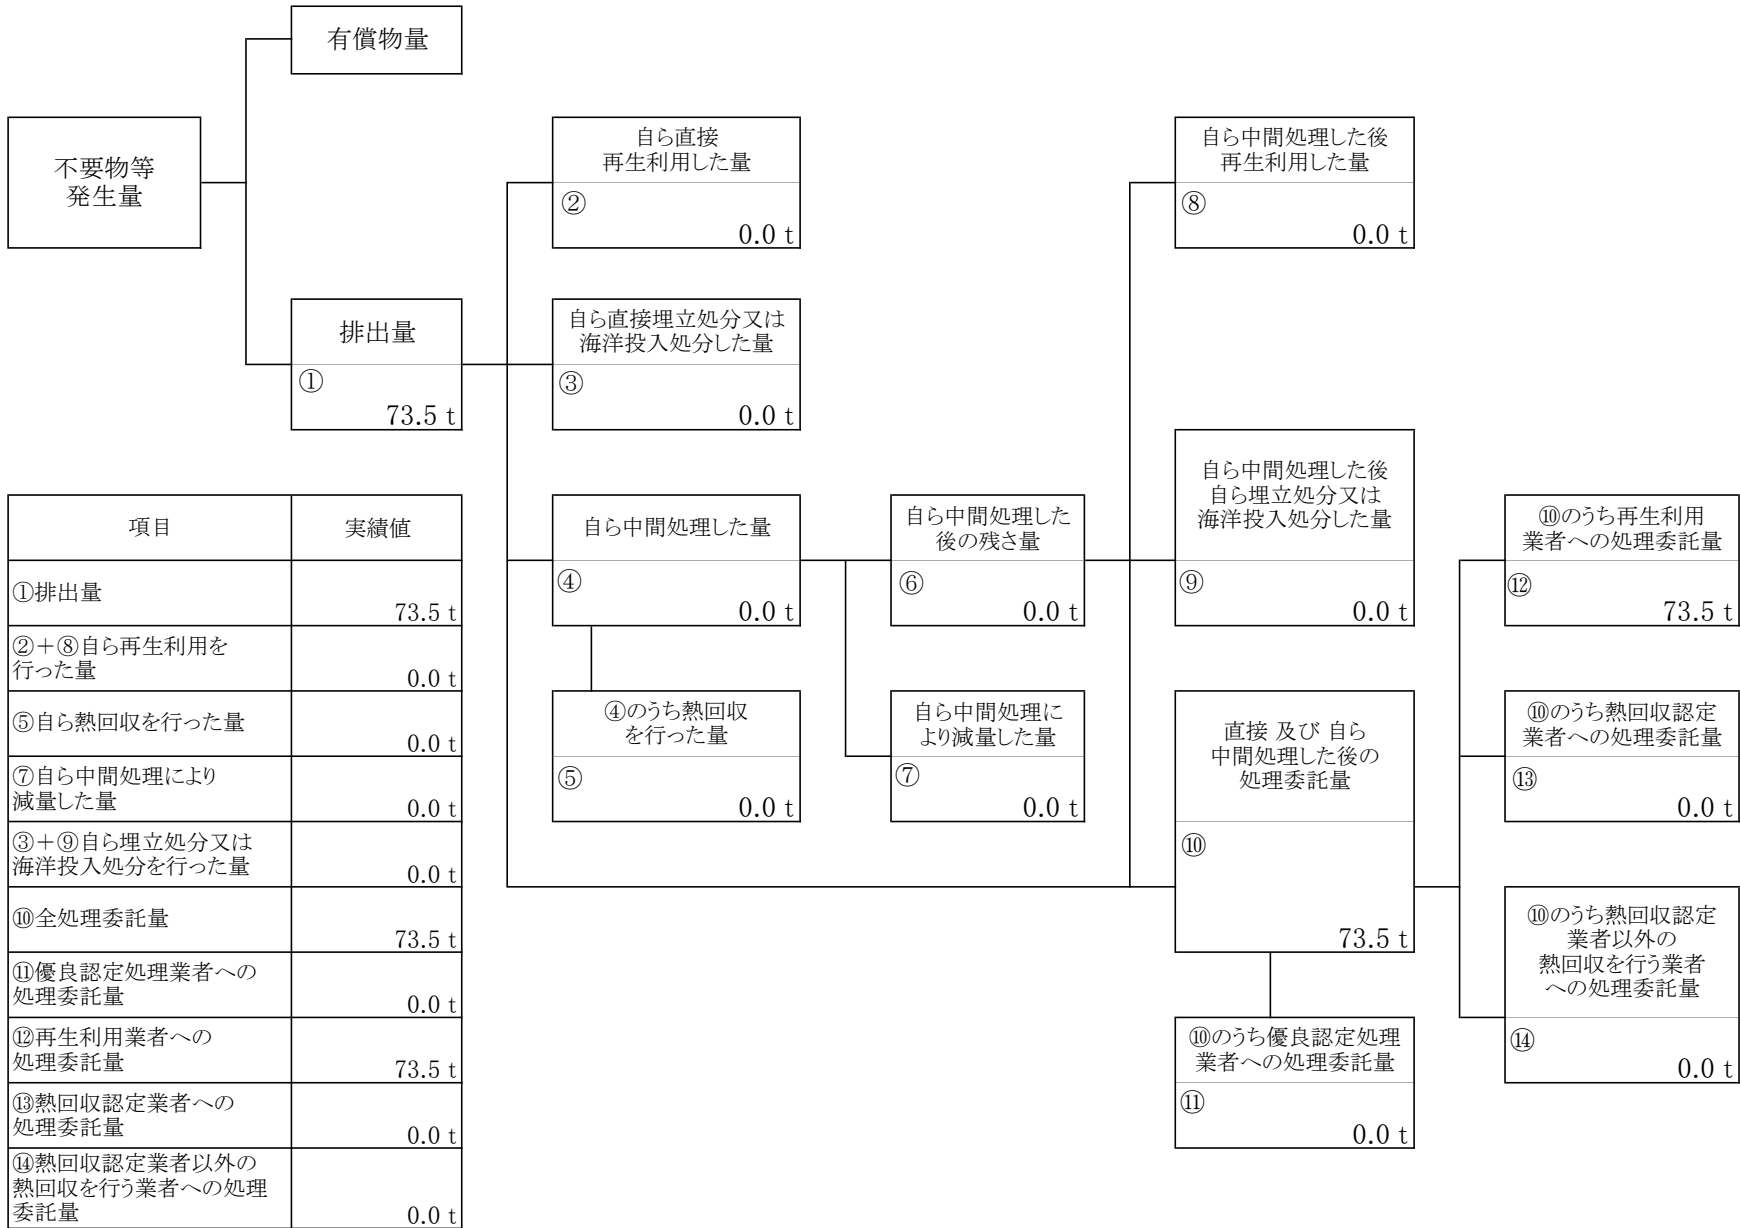 有償物量
不要物等
発生量
自ら直接
再生利用した量
②
0.0 t
自ら中間処理した後
再生利用した量
⑧
0.0 t
排出量
①
73.5 t
自ら直接埋立処分又は
海洋投入処分した量
③
0.0 t
自ら中間処理した量
④
0.0 t
自ら中間処理した
後の残さ量
⑥
0.0 t
自ら中間処理した後
自ら埋立処分又は
海洋投入処分した量
⑨
0.0 t
⑩のうち再生利用
業者への処理委託量
⑫
73.5 t
④のうち熱回収
を行った量
⑤
0.0 t
自ら中間処理に
より減量した量
⑦
0.0 t
直接 及び 自ら
中間処理した後の
処理委託量
⑩
73.5 t
⑩のうち熱回収認定
業者への処理委託量
⑬
0.0 t
⑩のうち熱回収認定
業者以外の
熱回収を行う業者
への処理委託量
⑭
0.0 t
⑩のうち優良認定処理
業者への処理委託量
⑪
0.0 t
項目 実績値
①排出量
73.5 t
②+⑧自ら再生利用を
行った量
0.0 t
⑤自ら熱回収を行った量
0.0 t
⑦自ら中間処理により
減量した量
0.0 t
③+⑨自ら埋立処分又は
海洋投入処分を行った量
0.0 t
⑩全処理委託量
73.5 t
⑪優良認定処理業者への
処理委託量
0.0 t
⑫再生利用業者への
処理委託量
73.5 t
⑬熱回収認定業者への
処理委託量
0.0 t
⑭熱回収認定業者以外の
熱回収を行う業者への処理
委託量
0.0 t